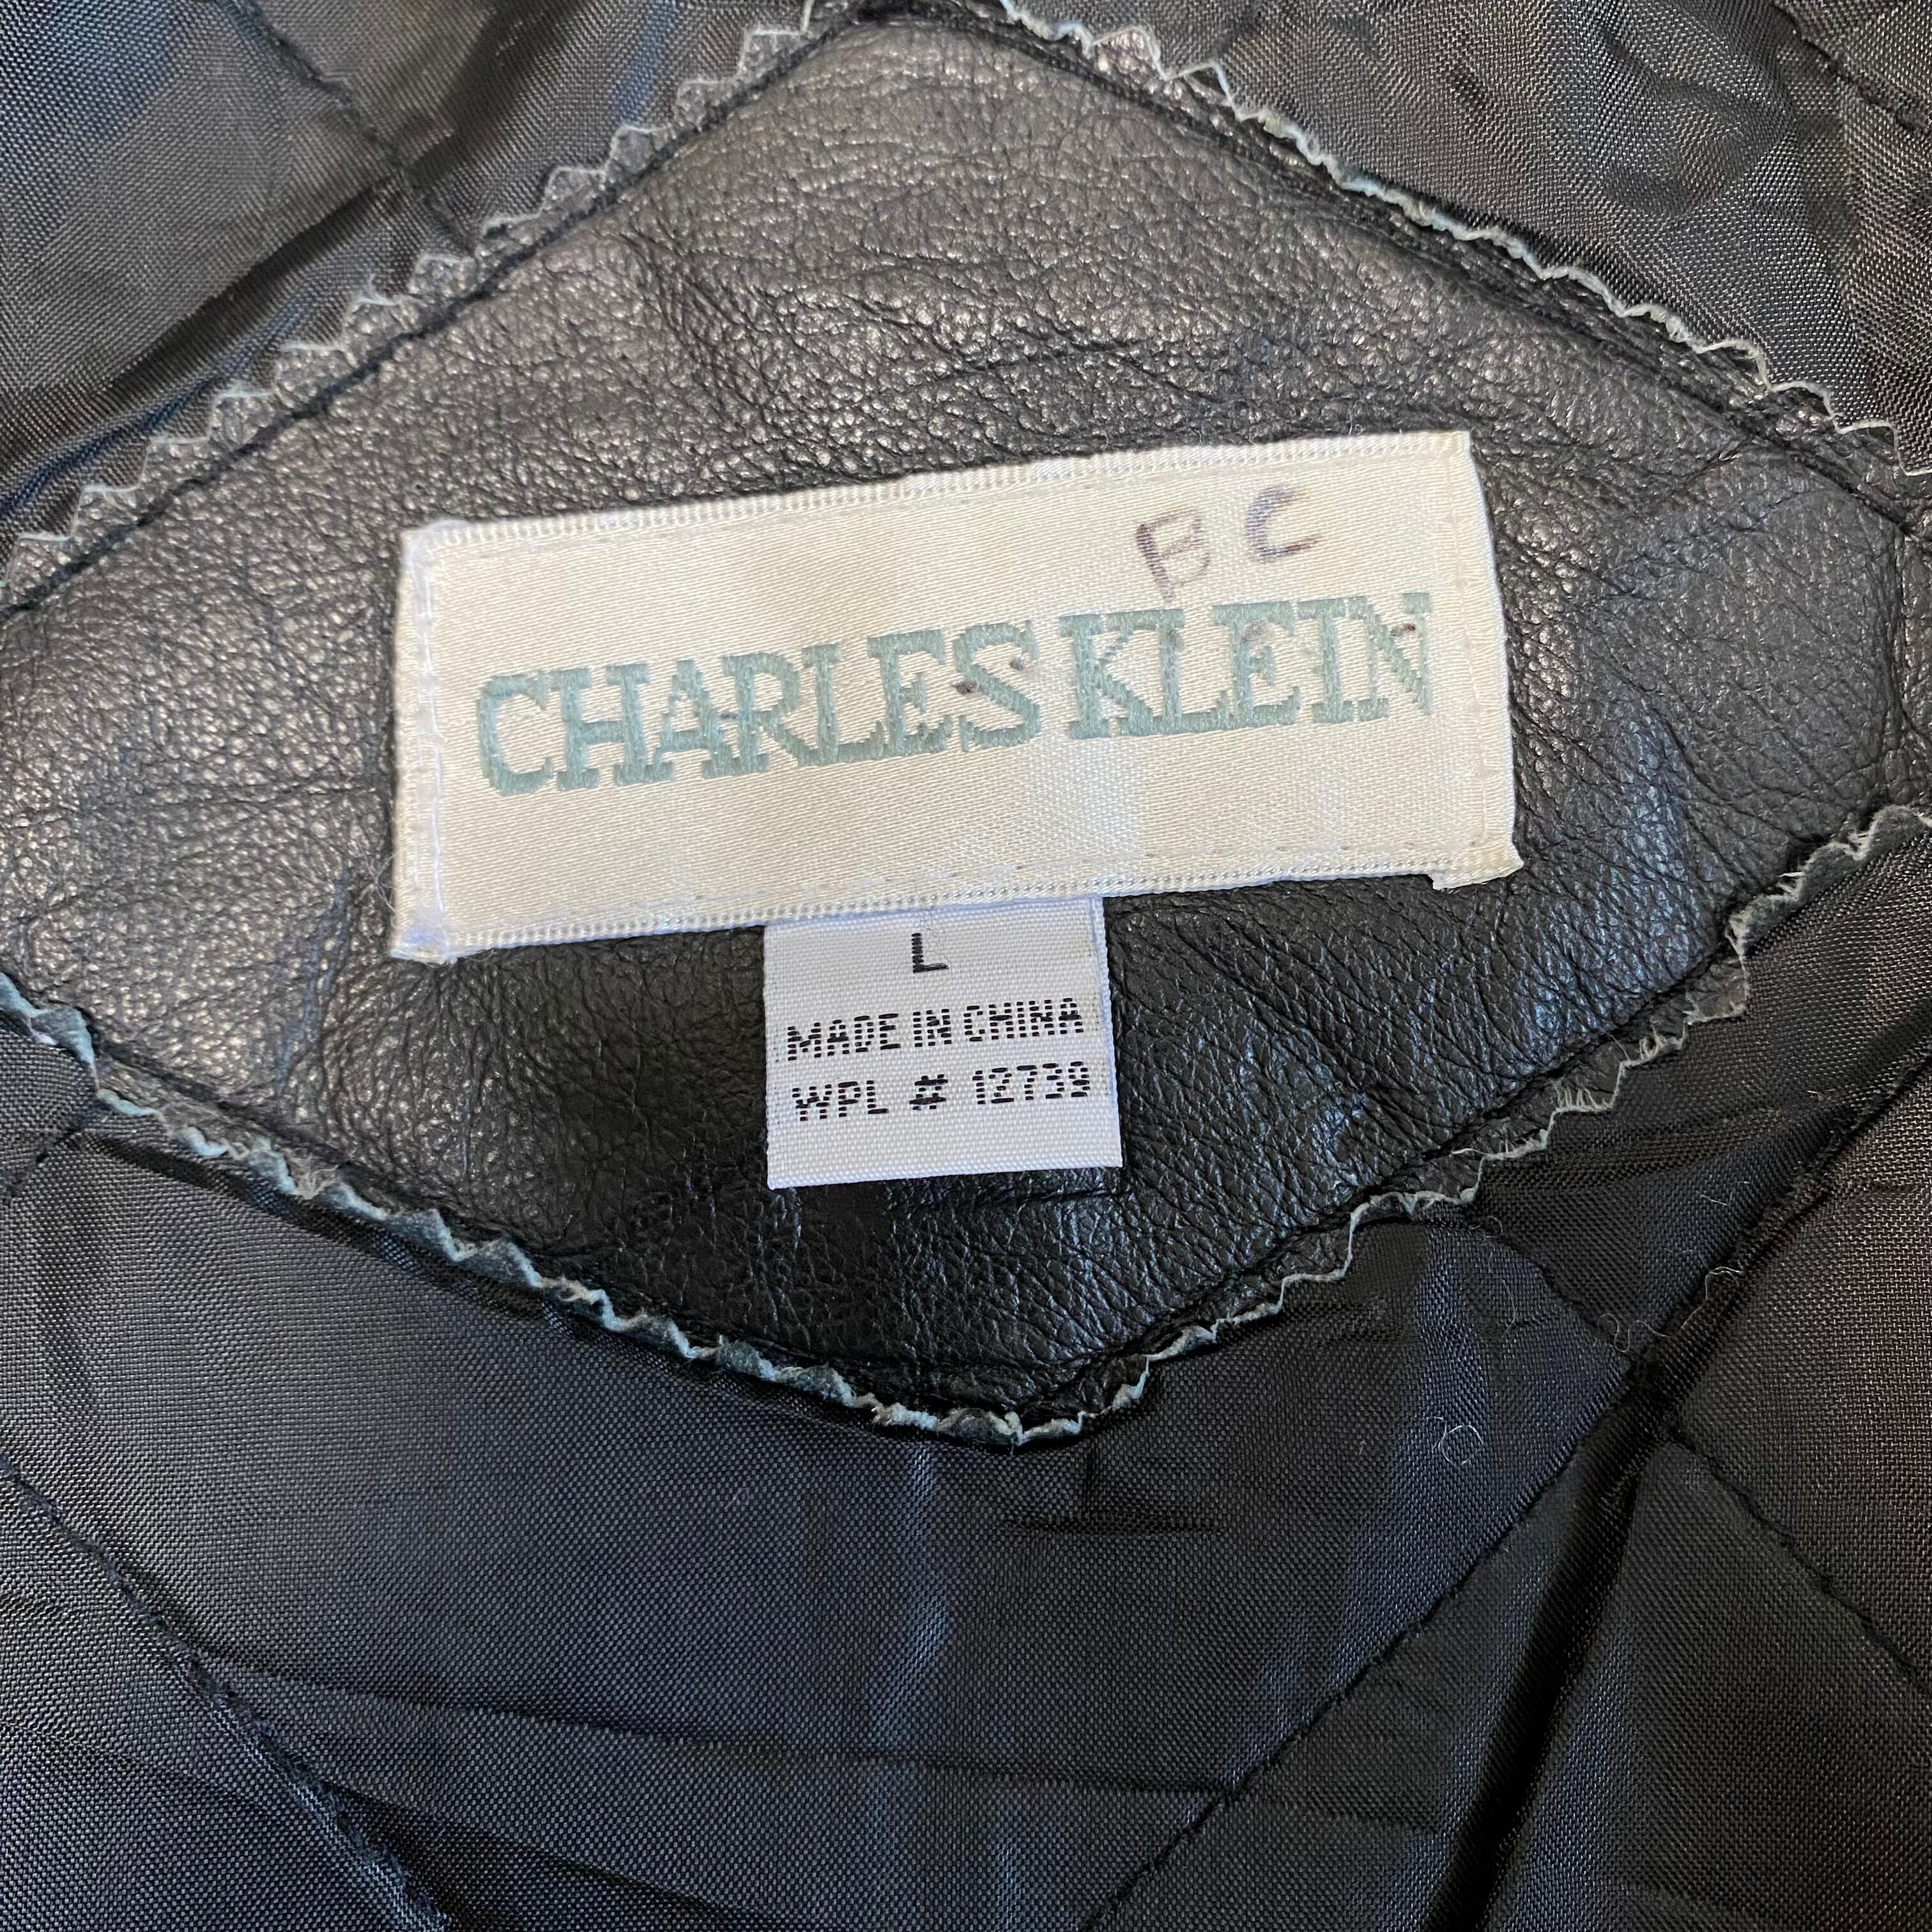 BC
CHARLES KLEIN
L
MADE IN CHINA
WPL # 12739